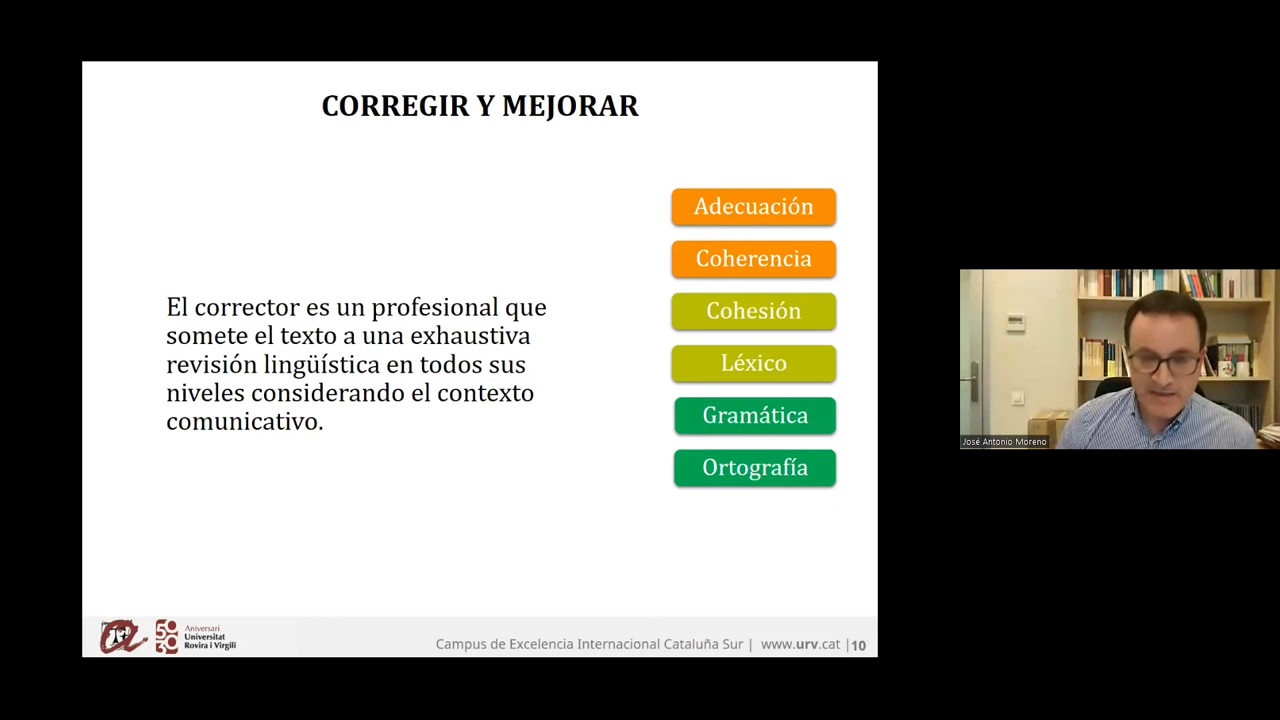 CORREGIR Y MEJORAR
El corrector es un profesional que
somete el texto a una exhaustiva
revisión lingüística en todos sus
niveles considerando el contexto
comunicativo.
Adecuación
Coherencia
Cohesión
Léxico
Gramática
Ortografía
Aniversari
Universitat
Rovira i Virgili
Campus de Excelencia Internacional Cataluña Sur | www.urv.cat |10
José Antonio Moreno